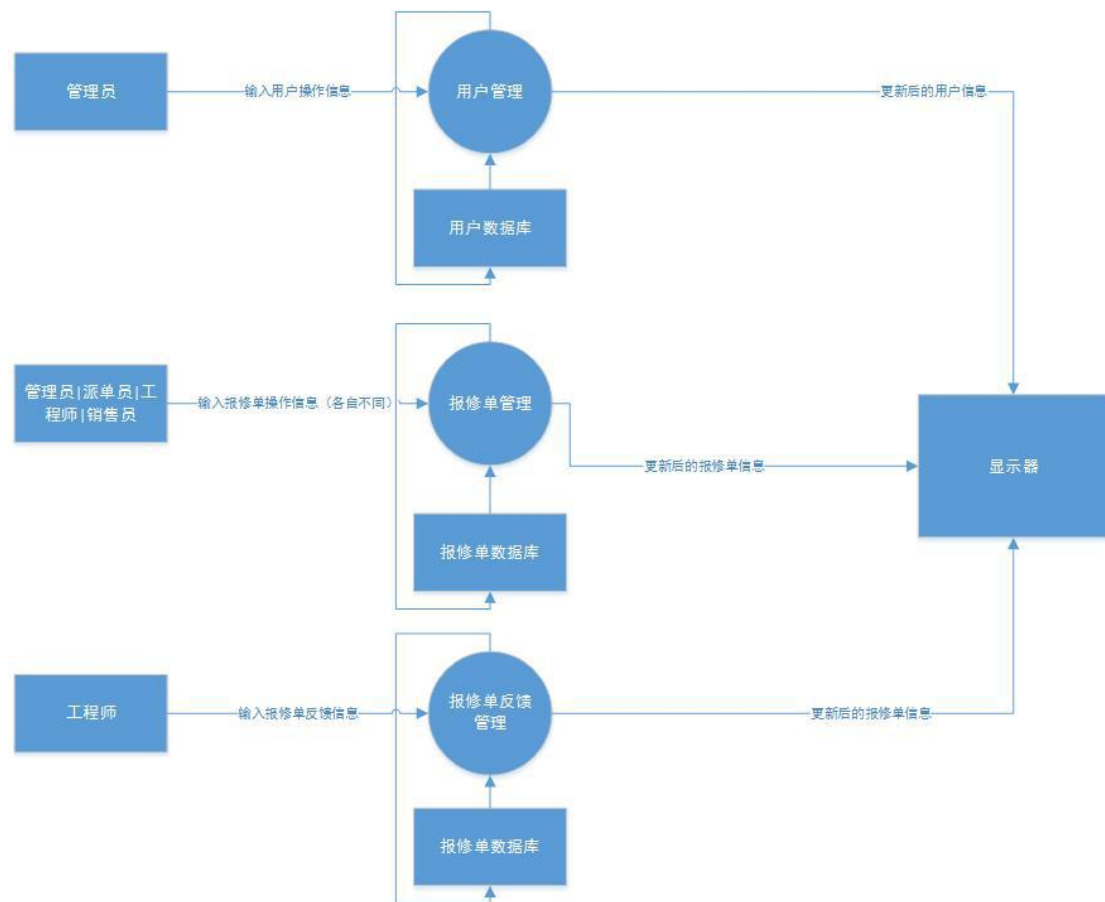 管理员
输入用户操作信息
用户管理
更新后的用户信息
用户数据库
管理员|派单员|工
程师|销售员
输入报修单操作信息（各自不同）
报修单管理
更新后的报修单信息
显示器
报修单数据库
工程师
输入报修单反馈信息
报修单反馈
管理
更新后的报修单信息
报修单数据库